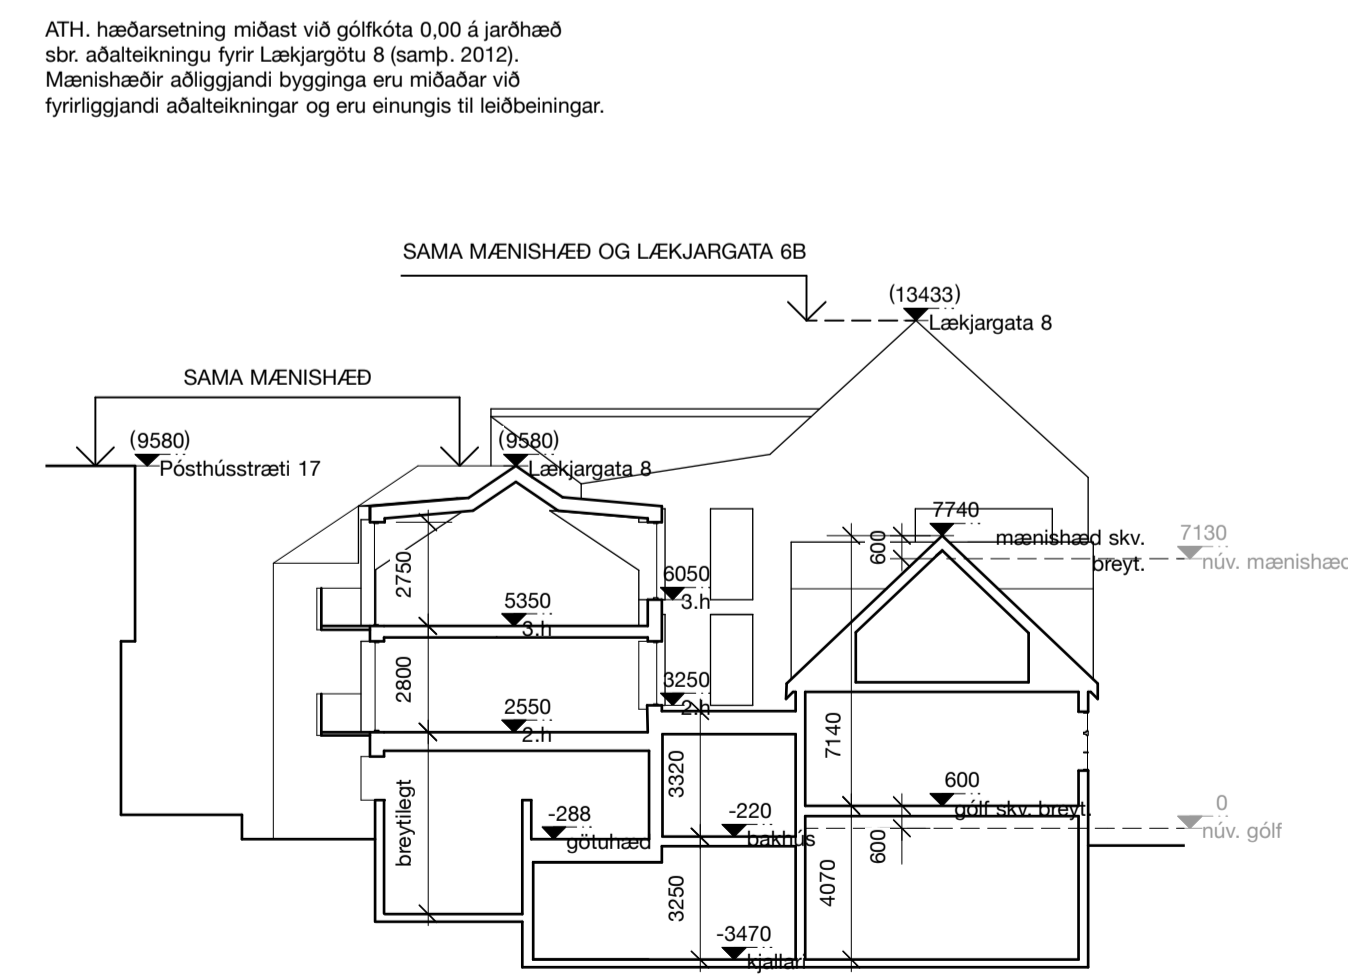 ATH. hæðarsetning miðast við gólfkóta 0,00 á jarðhæð
sbr. aðalteikningu fyrir Lækjargötu 8 (samþ. 2012).
Mænishæðir aðliggjandi bygginga eru miðaðar við
fyrirliggjandi aðalteikningar og eru einungis til leiðbeiningar.
SAMA MÆNISHÆÐ OG LÆKJARGATA 6B
(13433)
Lækjargata 8
SAMA MÆNISHÆÐ
(9580)
Pósthússtræti 17
(9580)
Lækjargata 8
7740
mænishæð skv.
breyt.
7130
núv. mænishæð
600
2750
6050
3.h
5350
3.h
2800
3250
2.h
2550
2.h
7140
3320
600
gólf skv. breyt.
0
núv. gólf
breytilegt
-288
götuhæð
-220
bakhús
600
4070
3250
-3470
kjallari